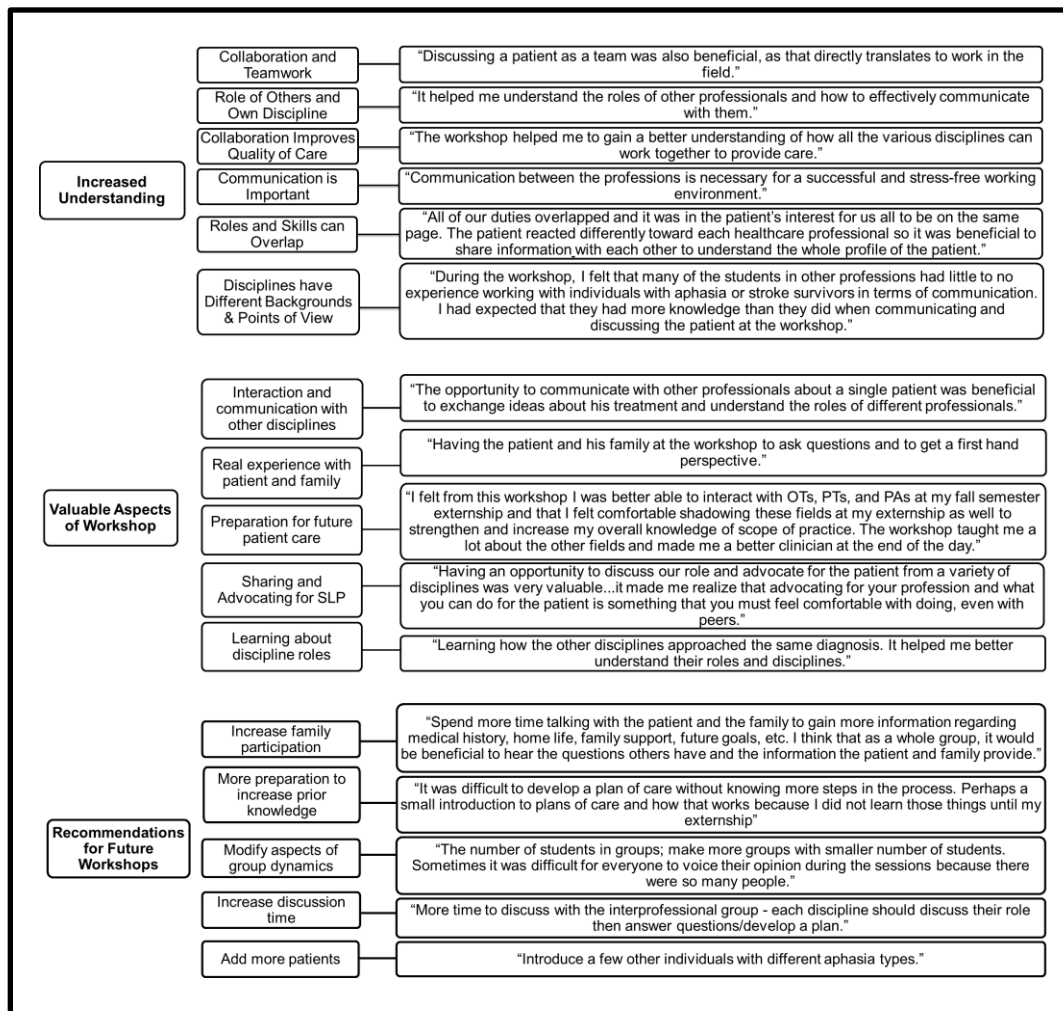 Collaboration and
Teamwork
“Discussing a patient as a team was also beneficial, as that directly translates to work in the
field.”
Role of Others and
Own Discipline
“It helped me understand the roles of other professionals and how to effectively communicate
with them.”
Collaboration Improves
Quality of Care
“The workshop helped me to gain a better understanding of how all the various disciplines can
work together to provide care.”
Increased
Understanding
Communication is
Important
“Communication between the professions is necessary for a successful and stress-free working
environment.”
Roles and Skills can
Overlap
“All of our duties overlapped and it was in the patient’s interest for us all to be on the same
page. The patient reacted differently toward each healthcare professional so it was beneficial to
share information with each other to understand the whole profile of the patient.”
Disciplines have
Different Backgrounds
& Points of View
“During the workshop, I felt that many of the students in other professions had little to no
experience working with individuals with aphasia or stroke survivors in terms of communication.
I had expected that they had more knowledge than they did when communicating and
discussing the patient at the workshop.”
Interaction and
communication with
other disciplines
“The opportunity to communicate with other professionals about a single patient was beneficial
to exchange ideas about his treatment and understand the roles of different professionals.”
Real experience with
patient and family
“Having the patient and his family at the workshop to ask questions and to get a first hand
perspective.”
Valuable Aspects
of Workshop
Preparation for future
patient care
“I felt from this workshop I was better able to interact with OTs, PTs, and PAs at my fall semester
externship and that I felt comfortable shadowing these fields at my externship as well to
strengthen and increase my overall knowledge of scope of practice. The workshop taught me a
lot about the other fields and made me a better clinician at the end of the day.”
Sharing and
Advocating for SLP
“Having an opportunity to discuss our role and advocate for the patient from a variety of
disciplines was very valuable...it made me realize that advocating for your profession and what
you can do for the patient is something that you must feel comfortable with doing, even with
peers.”
Learning about
discipline roles
“Learning how the other disciplines approached the same diagnosis. It helped me better
understand their roles and disciplines.”
Increase family
participation
“Spend more time talking with the patient and the family to gain more information regarding
medical history, home life, family support, future goals, etc. I think that as a whole group, it would
be beneficial to hear the questions others have and the information the patient and family provide.”
More preparation to
increase prior
knowledge
“It was difficult to develop a plan of care without knowing more steps in the process. Perhaps a
small introduction to plans of care and how that works because I did not learn those things until my
externship”
Recommendations
for Future
Workshops
Modify aspects of
group dynamics
“The number of students in groups; make more groups with smaller number of students.
Sometimes it was difficult for everyone to voice their opinion during the sessions because there
were so many people.”
Increase discussion
time
“More time to discuss with the interprofessional group - each discipline should discuss their role
then answer questions/develop a plan.”
Add more patients
“Introduce a few other individuals with different aphasia types.”